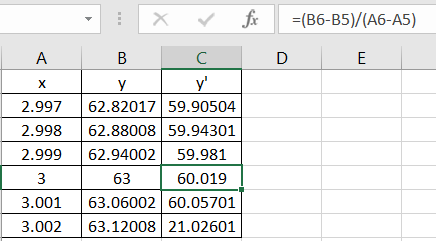 fx =(B6-B5)/(A6-A5)
A B C D E
x y y'
2.997 62.82017 59.90504
2.998 62.88008 59.94301
2.999 62.94002 59.981
3 63 60.019
3.001 63.06002 60.05701
3.002 63.12008 21.02601